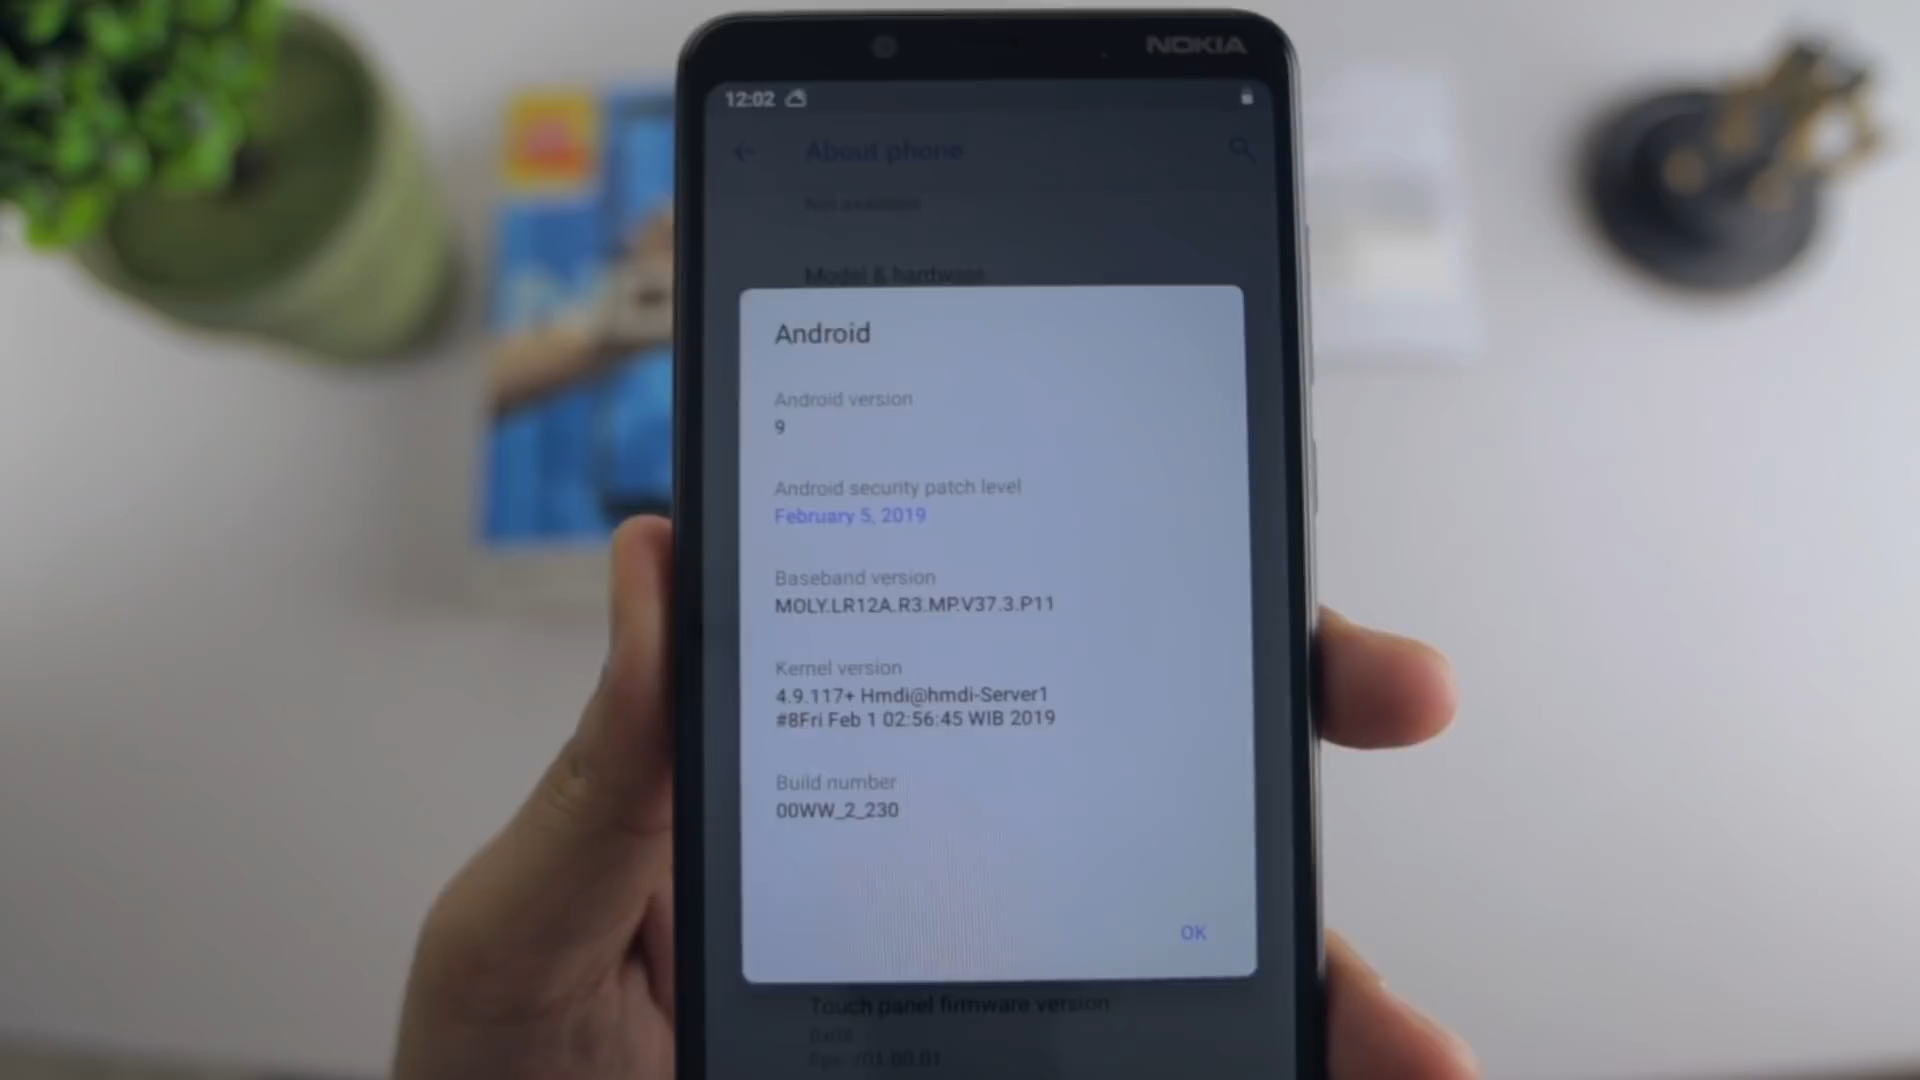 NOKIA
12:02
About phone
Not available
Model & hardware
Android
Android version
9
Android security patch level
February 5, 2019
Baseband version
MOLY.LR12A.R3.MP.V37.3.P11
Kernel version
4.9.117+ Hmdi@hmdi-Server1
#8Fri Feb 1 02:56:45 WIB 2019
Build number
00WW_2_230
OK
Touch panel firmware version